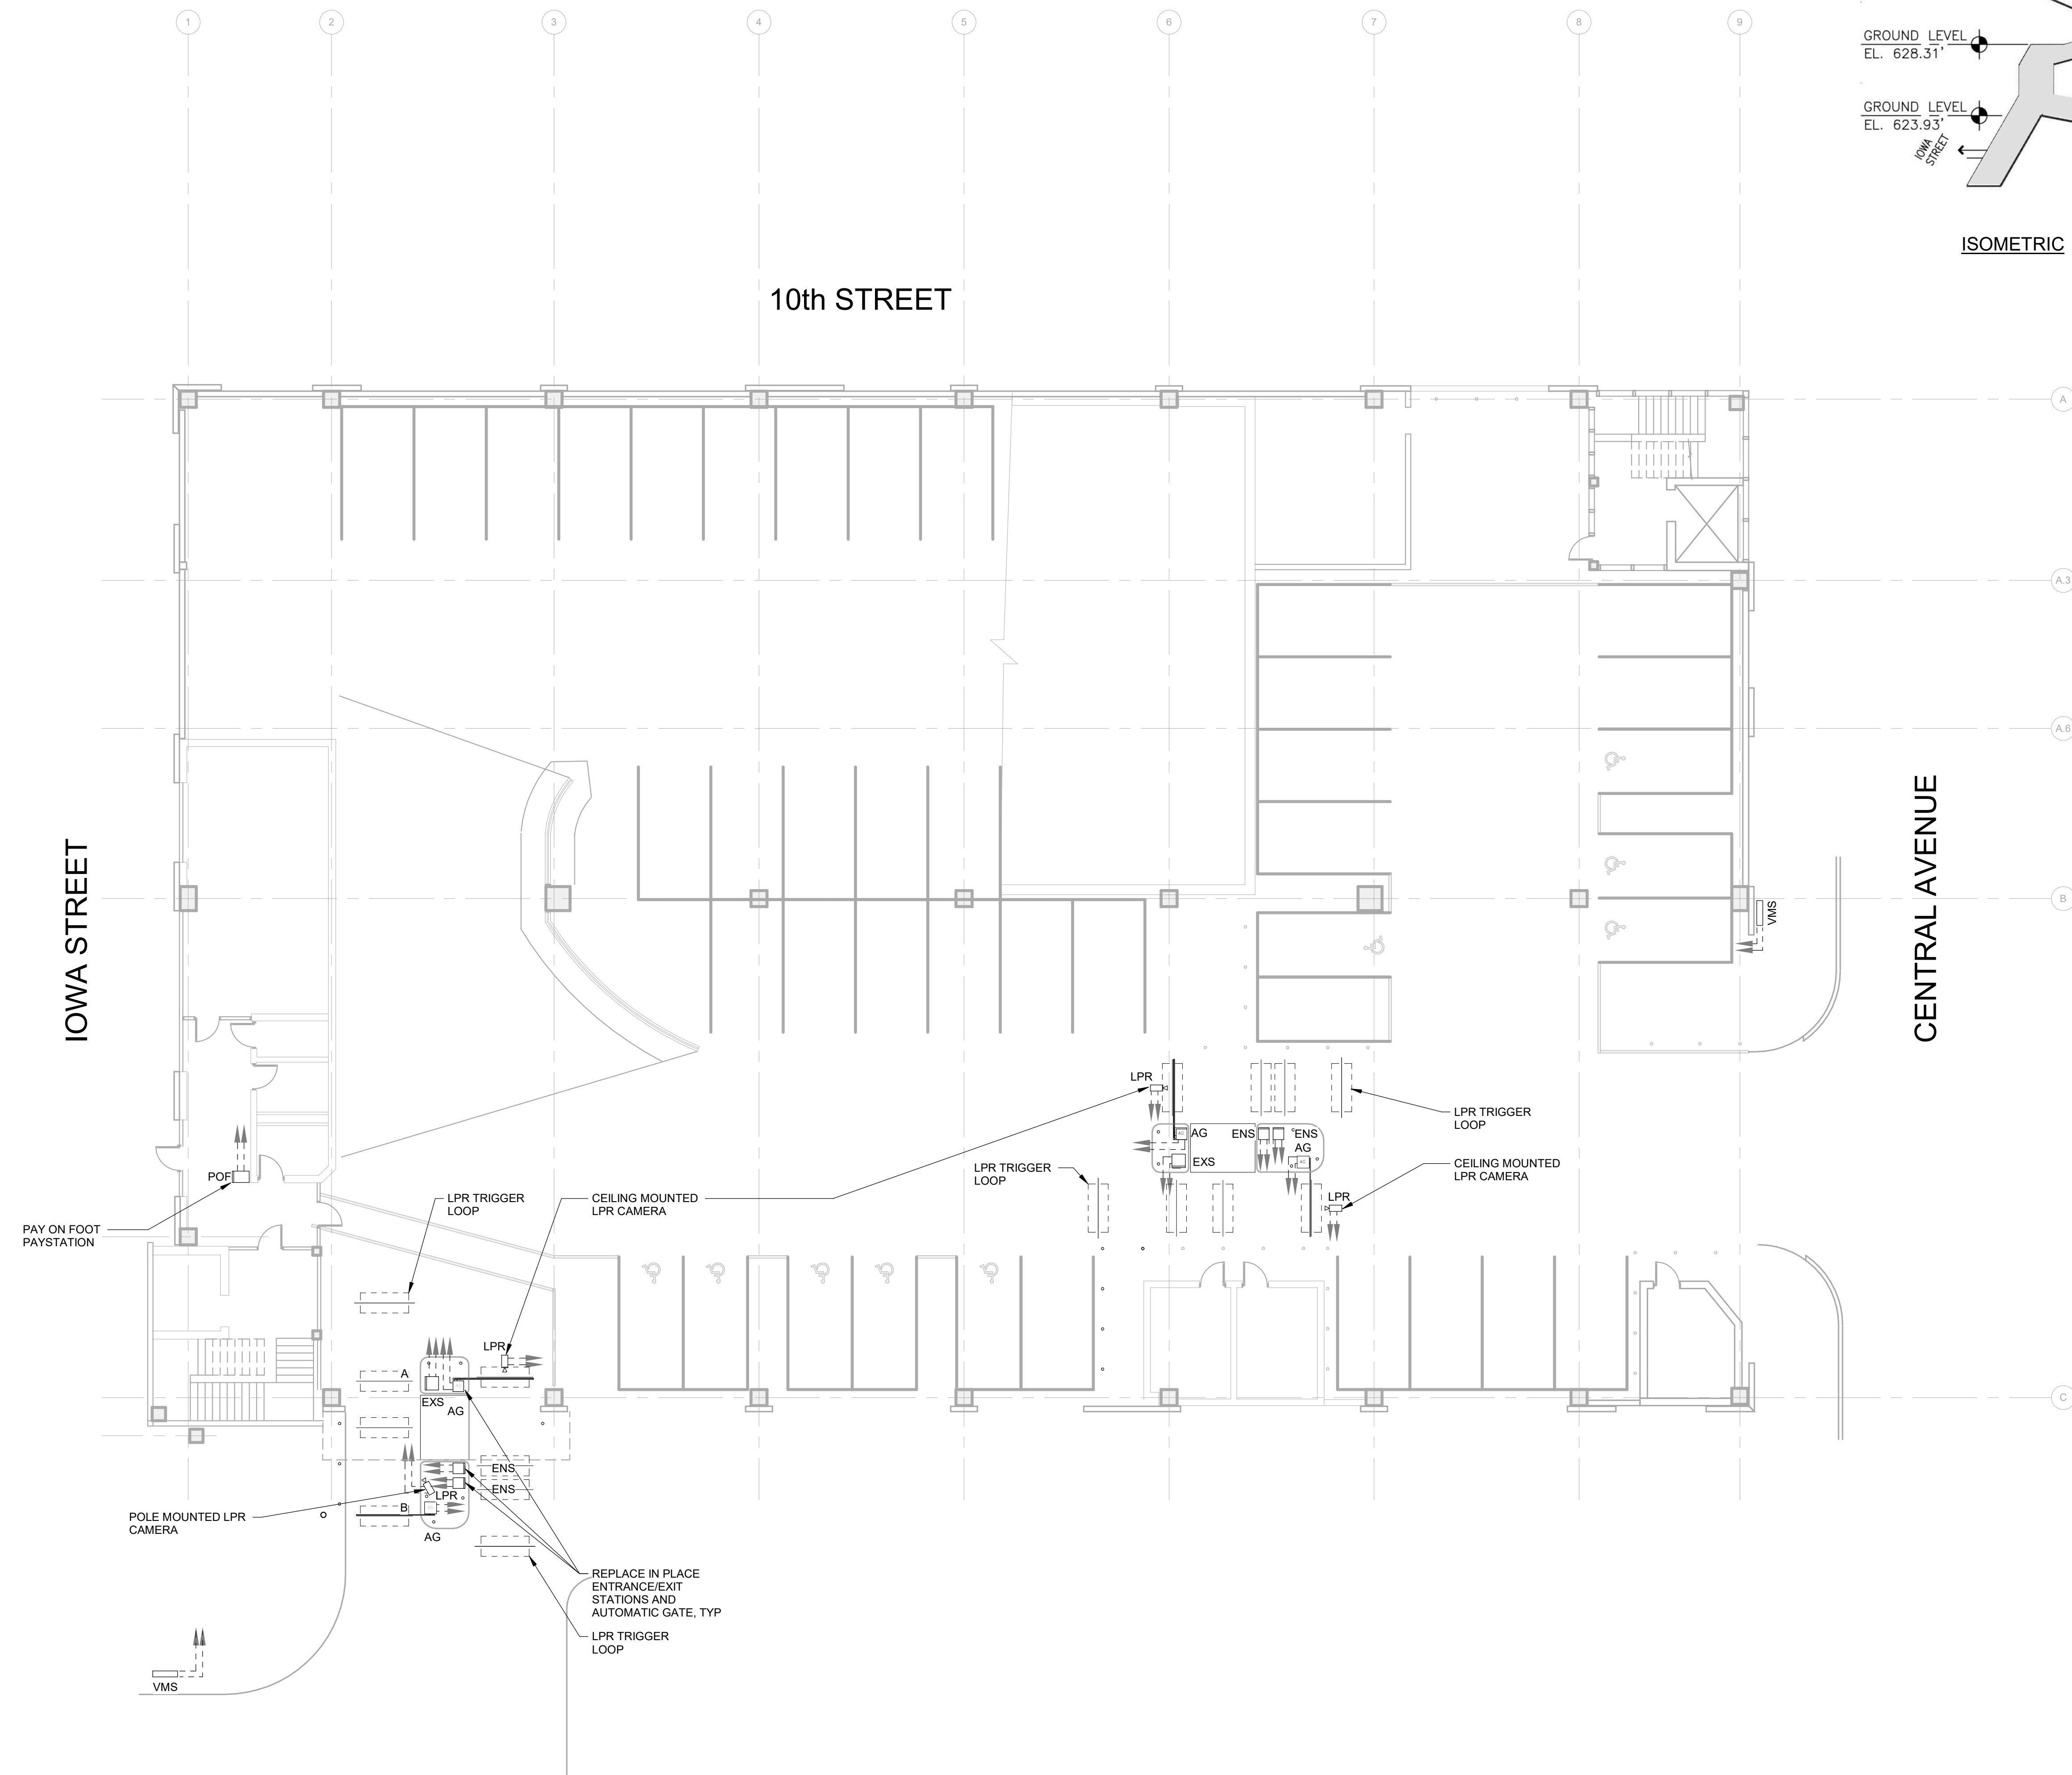 1
2
3
4
5
6
7
8
9
GROUND LEVEL
EL. 628.31'
GROUND LEVEL
EL. 623.93'
IOWA
STREET
ISOMETRIC
10th STREET
A
A.3
A.6
B
C
IOWA STREET
CENTRAL AVENUE
VMS
LPR
LPR TRIGGER
LOOP
AG
AG
ENS
ENS
AG
AG
EXS
CEILING MOUNTED
LPR CAMERA
LPR TRIGGER
LOOP
LPR
POF
PAY ON FOOT
PAYSTATION
LPR TRIGGER
LOOP
CEILING MOUNTED
LPR CAMERA
LPR
A
EXS
AG
ENS
ENS
LPR
B
AG
POLE MOUNTED LPR
CAMERA
REPLACE IN PLACE
ENTRANCE/EXIT
STATIONS AND
AUTOMATIC GATE, TYP
LPR TRIGGER
LOOP
VMS